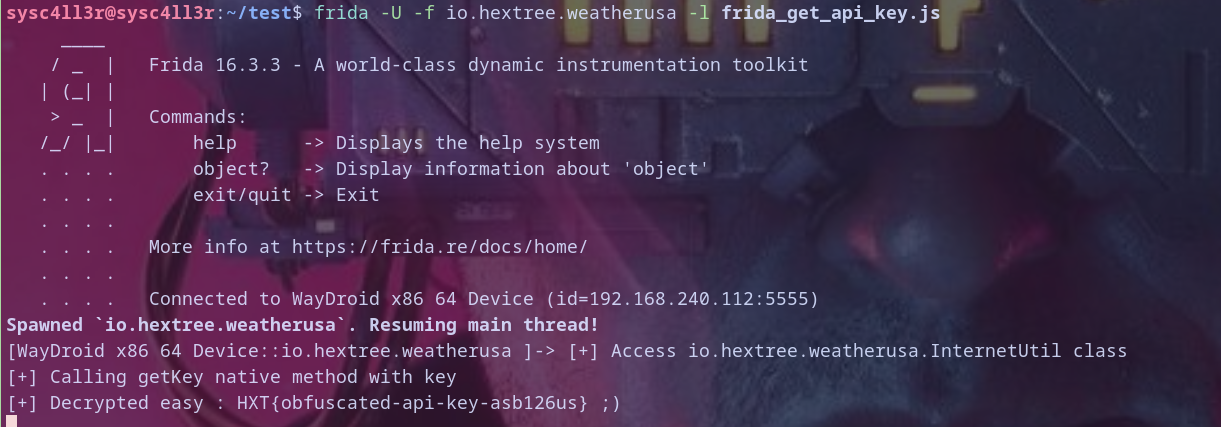 sysc4ll3r@sysc4ll3r:~/test$ frida -U -f io.hextree.weatherusa -l frida_get_api_key.js
     ____
    / _  |   Frida 16.3.3 - A world-class dynamic instrumentation toolkit
   | (_| |
    > _  |   Commands:
   /_/ |_|       help      -> Displays the help system
   . . . .       object?   -> Display information about 'object'
   . . . .       exit/quit -> Exit
   . . . .
   . . . .   More info at https://frida.re/docs/home/
   . . . .
   . . . .   Connected to WayDroid x86 64 Device (id=192.168.240.112:5555)
Spawned `io.hextree.weatherusa`. Resuming main thread!
[WayDroid x86 64 Device::io.hextree.weatherusa ]-> [+] Access io.hextree.weatherusa.InternetUtil class
[+] Calling getKey native method with key
[+] Decrypted easy : HXT{obfuscated-api-key-asb126us} ;)